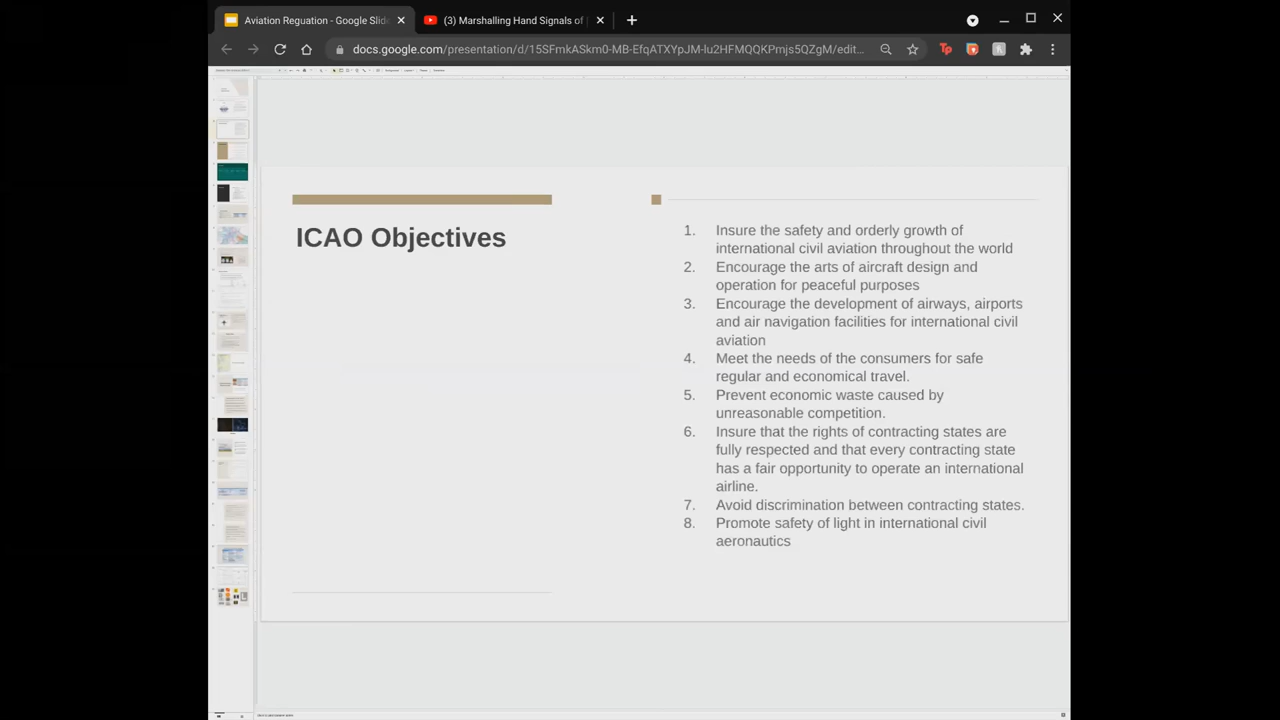 Aviation Reguation - Google Slide
(3) Marshalling Hand Signals of
docs.google.com/presentation/d/15SFmkASkm0-MB-EfqATXYpJM-lu2HFMQQKPmjs5QZgM/edit...
ICAO Objectives
1. Insure the safety and orderly growth of
international civil aviation throughout the world
2. Encourage the arts of aircraft design and
operation for peaceful purposes
3. Encourage the development of airways, airports
and air navigation facilities for international civil
aviation
4. Meet the needs of the consumers for safe
regular and economical travel.
5. Prevent economic waste caused by
unreasonable competition.
6. Insure that the rights of contracting states are
fully respected and that every contracting state
has a fair opportunity to operate an international
airline.
7. Avoid discrimination between contracting states.
8. Promote safety of light in international civil
aeronautics